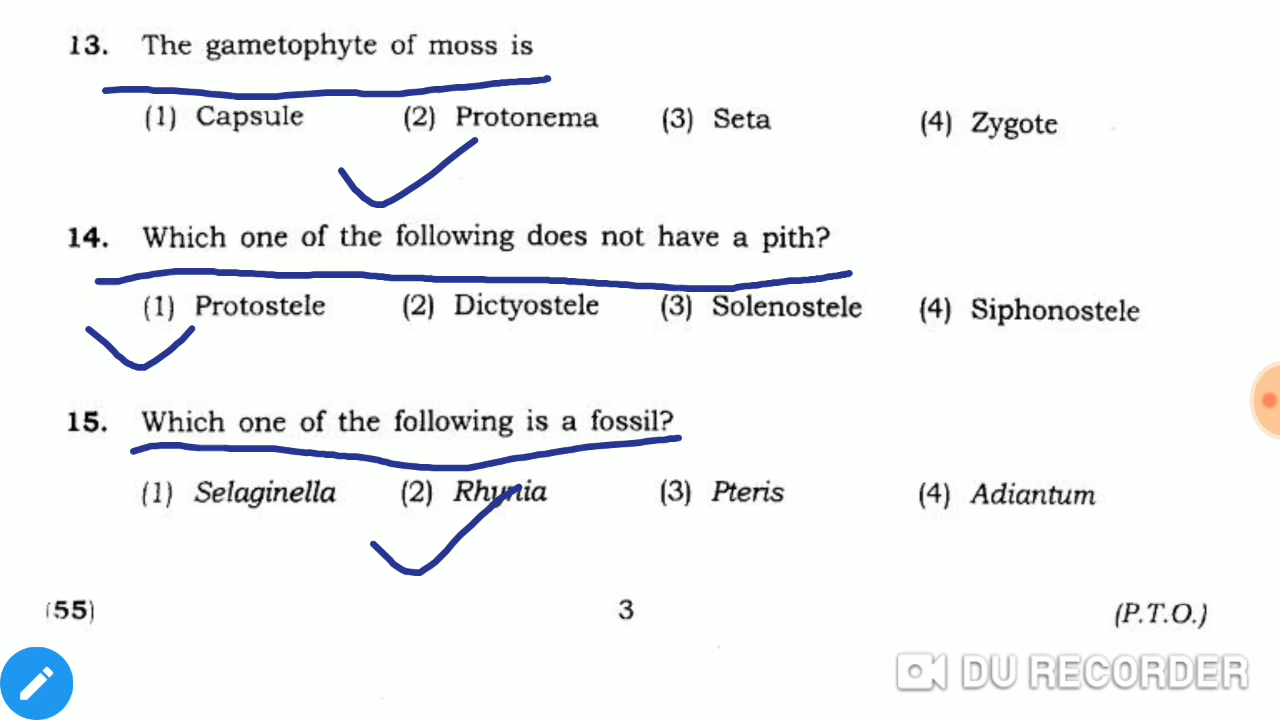 13. The gametophyte of moss is
(1) Capsule (2) Protonema (3) Seta (4) Zygote
14. Which one of the following does not have a pith?
(1) Protostele (2) Dictyostele (3) Solenostele (4) Siphonostele
15. Which one of the following is a fossil?
(1) Selaginella (2) Rhynia (3) Pteris (4) Adiantum
(55) 3 (P.T.O.)
DU RECORDER